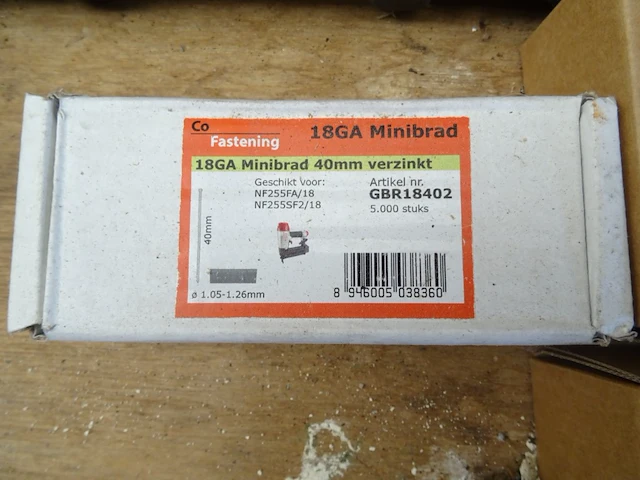 Co
Fastening
18GA Minibrad
18GA Minibrad 40mm verzinkt
Geschikt voor:
NF255FA/18
NF255SF2/18
Artikel nr.
GBR18402
5.000 stuks
40mm
ø 1.05-1.26mm
8 946005 038360